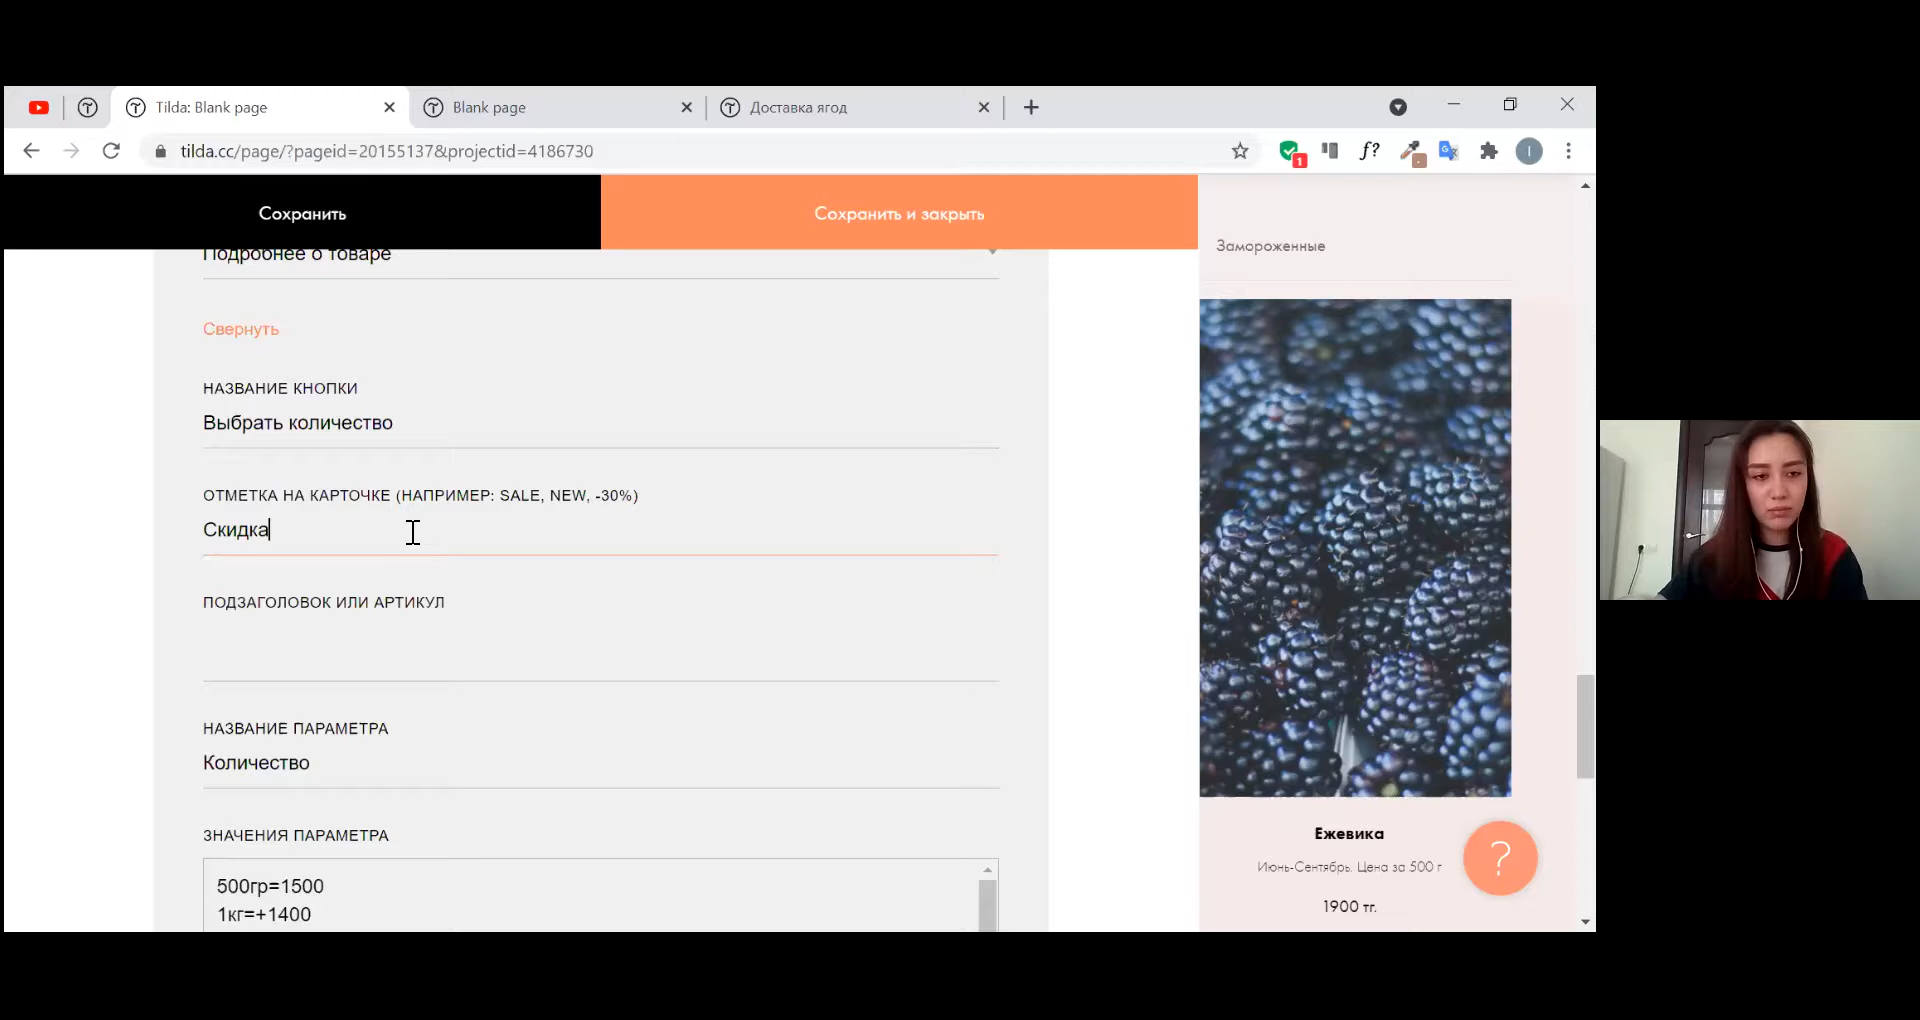 Tilda: Blank page
Blank page
Доставка ягод
tilda.cc/page/?pageid=20155137&projectid=4186730
f?
1
I
Сохранить
Сохранить и закрыть
Подробнее о товаре
Свернуть
НАЗВАНИЕ КНОПКИ
Выбрать количество
ОТМЕТКА НА КАРТОЧКЕ (НАПРИМЕР: SALE, NEW, -30%)
Скидка
ПОДЗАГОЛОВОК ИЛИ АРТИКУЛ
НАЗВАНИЕ ПАРАМЕТРА
Количество
ЗНАЧЕНИЯ ПАРАМЕТРА
500гр=1500
1кг=+1400
Замороженные
Ежевика
Июнь-Сентябрь. Цена за 500 г
1900 тг.
?